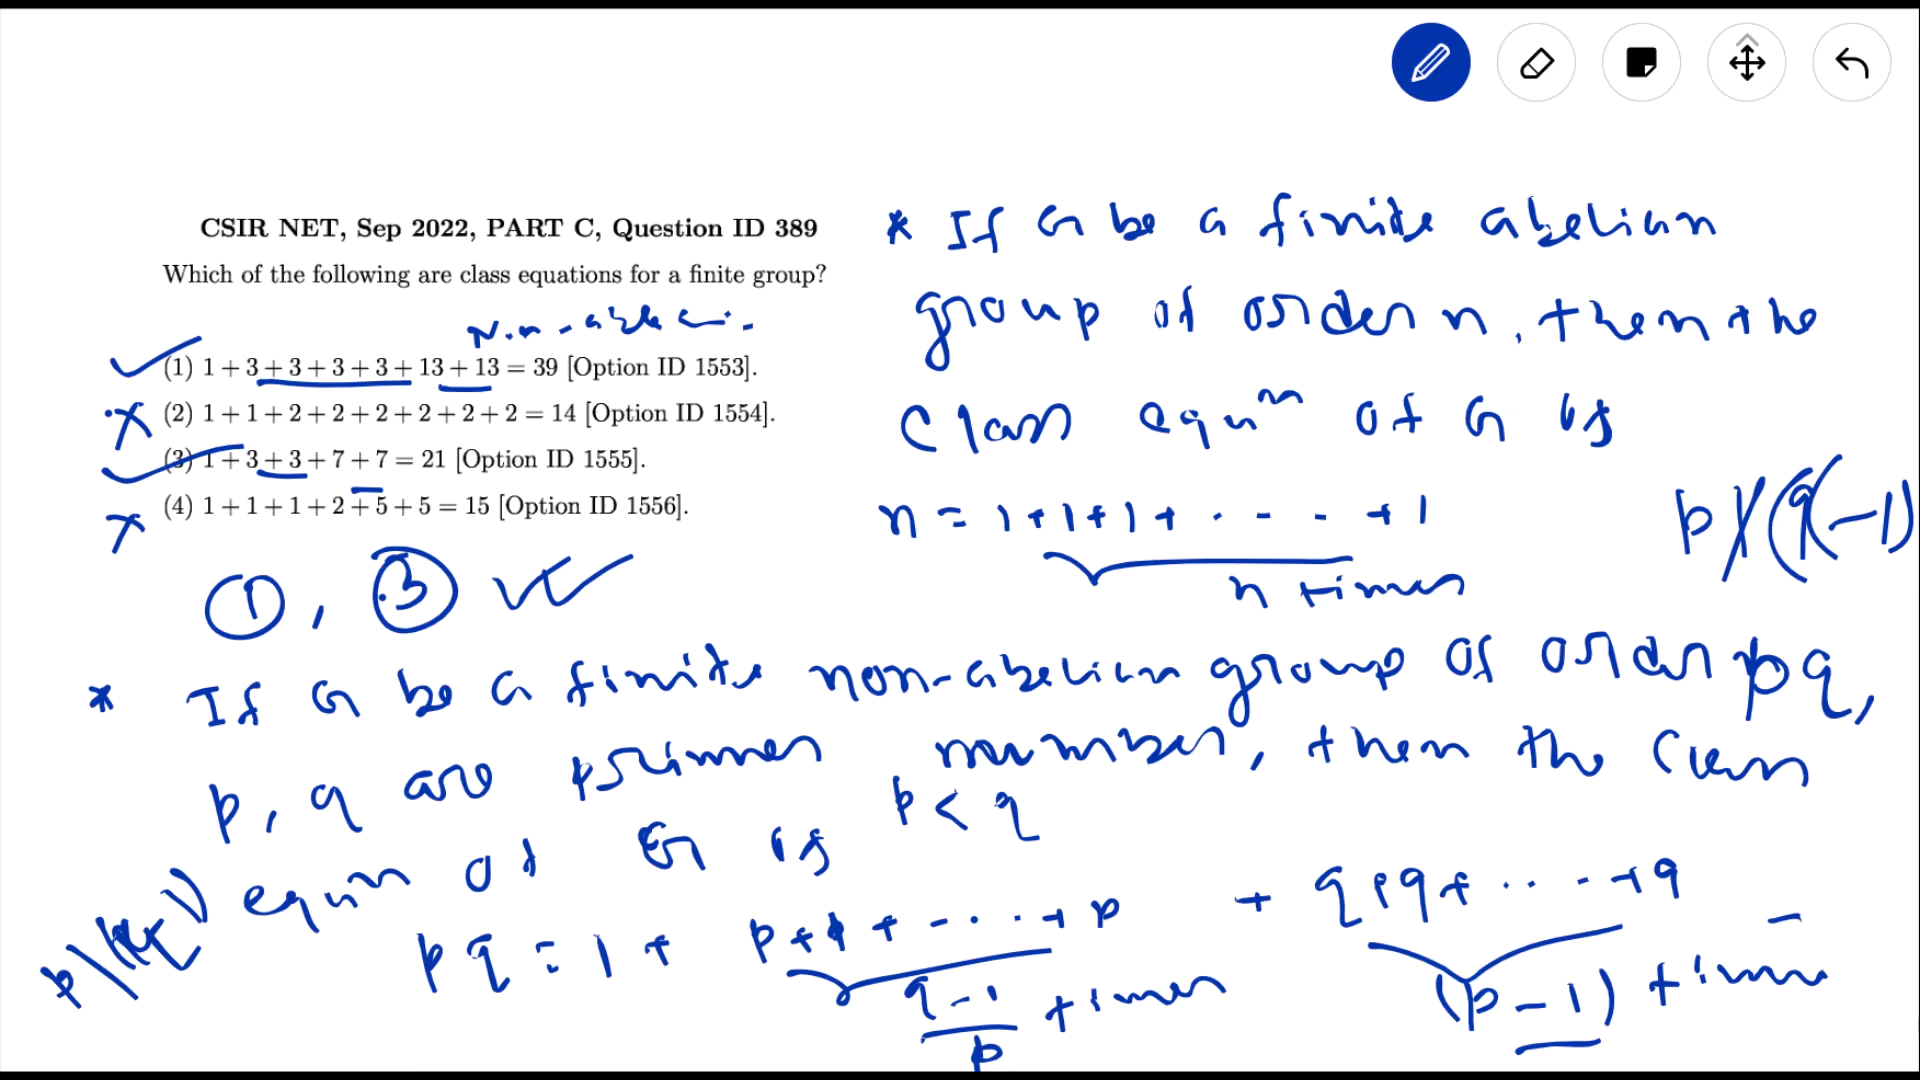 CSIR NET, Sep 2022, PART C, Question ID 389
Which of the following are class equations for a finite group?
(1) 1 + 3 + 3 + 3 + 3 + 13 + 13 = 39 [Option ID 1553].
(2) 1 + 1 + 2 + 2 + 2 + 2 + 2 + 2 = 14 [Option ID 1554].
(3) 1 + 3 + 3 + 7 + 7 = 21 [Option ID 1555].
(4) 1 + 1 + 1 + 2 + 5 + 5 = 15 [Option ID 1556].
①, ③
* If G be a finite abelian
group of order n, then the
class equⁿ of G is
n = 1+1+1+ . - - - +1
n times
(q-1)
* If G be a finite non-abelian group of order pq,
p, q are primes number, then the class
p < q
equn of G is
pq = 1 + p+p+ - . . . +p + q+q+ . . . - +q
q-1/p times (p-1) times